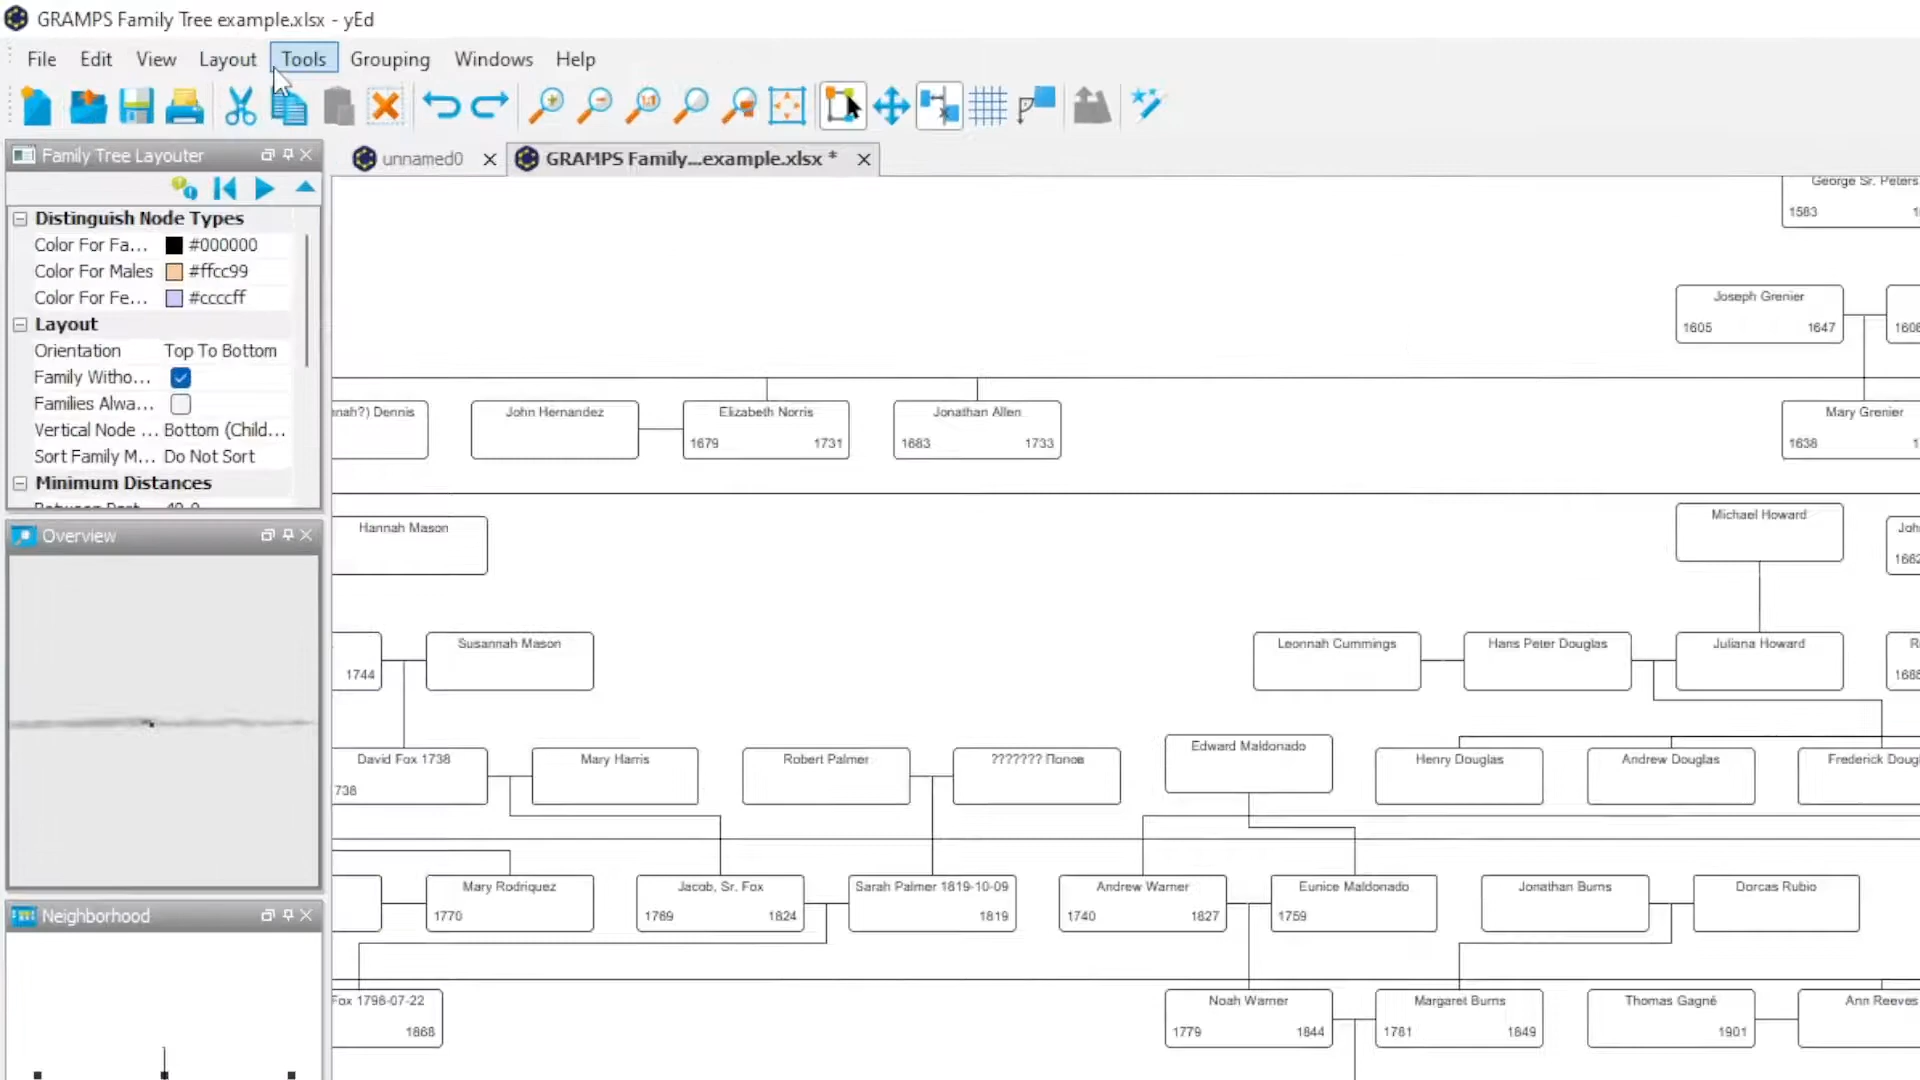 GRAMPS Family Tree example.xlsx - yEd
File Edit View Layout Tools Grouping Windows Help
Family Tree Layouter
unnamed0
GRAMPS Family...example.xlsx *
Distinguish Node Types
Color For Fa... #000000
Color For Males #ffcc99
Color For Fe... #ccccff
Layout
Orientation Top To Bottom
Family Witho...
Families Alwa...
Vertical Node ... Bottom (Child...
Sort Family M... Do Not Sort
Minimum Distances
Overview
Neighborhood
George Sr. Peters
1583
Joseph Grenier
1605 1647
nah?) Dennis
John Hernandez
Elizabeth Norris
1679 1731
Jonathan Allen
1683 1733
Mary Grenier
1638
Hannah Mason
Michael Howard
1744
Susannah Mason
Leonnah Cummings
Hans Peter Douglas
Juliana Howard
David Fox 1738
738
Mary Harris
Robert Palmer
??????? Попов
Edward Maldonado
Henry Douglas
Andrew Douglas
Frederick Doug
Mary Rodriquez
1770
Jacob, Sr. Fox
1769 1824
Sarah Palmer 1819-10-09
1819
Andrew Warner
1740 1827
Eunice Maldonado
1759
Jonathan Burns
Dorcas Rubio
Fox 1798-07-22
1868
Noah Warner
1779 1844
Margaret Burns
1781 1849
Thomas Gagné
1901
Ann Reeves